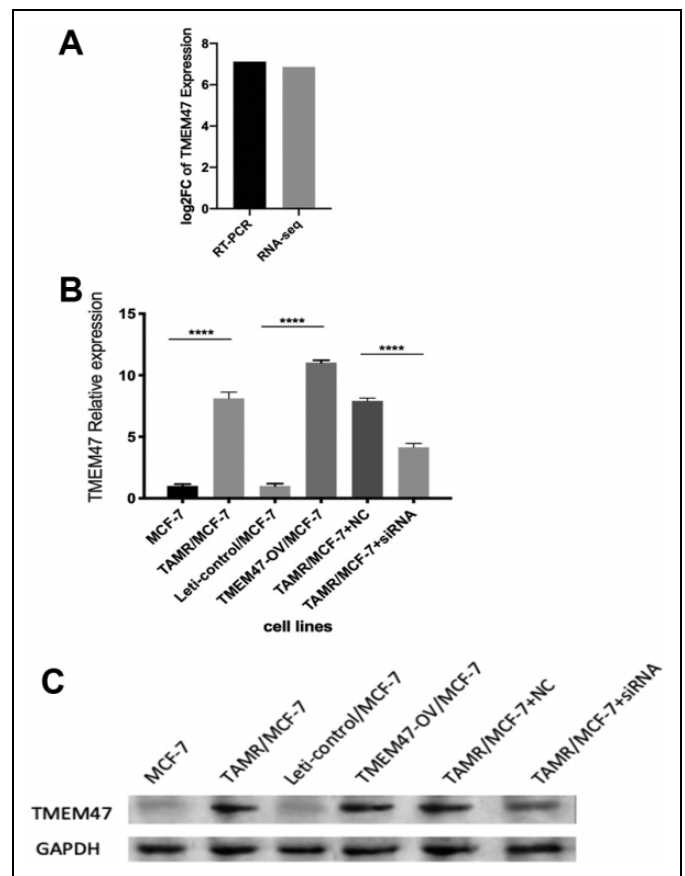 A
log2FC of TMEM47 Expression
8
6
4
2
0
RT-PCR
RNA-seq
B
TMEM47 Relative expression
15
10
5
0
****
****
****
MCF-7
TAMR/MCF-7
Leti-control/MCF-7
TMEM47-OV/MCF-7
TAMR/MCF-7+NC
TAMR/MCF-7+siRNA
cell lines
C
MCF-7
TAMR/MCF-7
Leti-control/MCF-7
TMEM47-OV/MCF-7
TAMR/MCF-7+NC
TAMR/MCF-7+siRNA
TMEM47
GAPDH